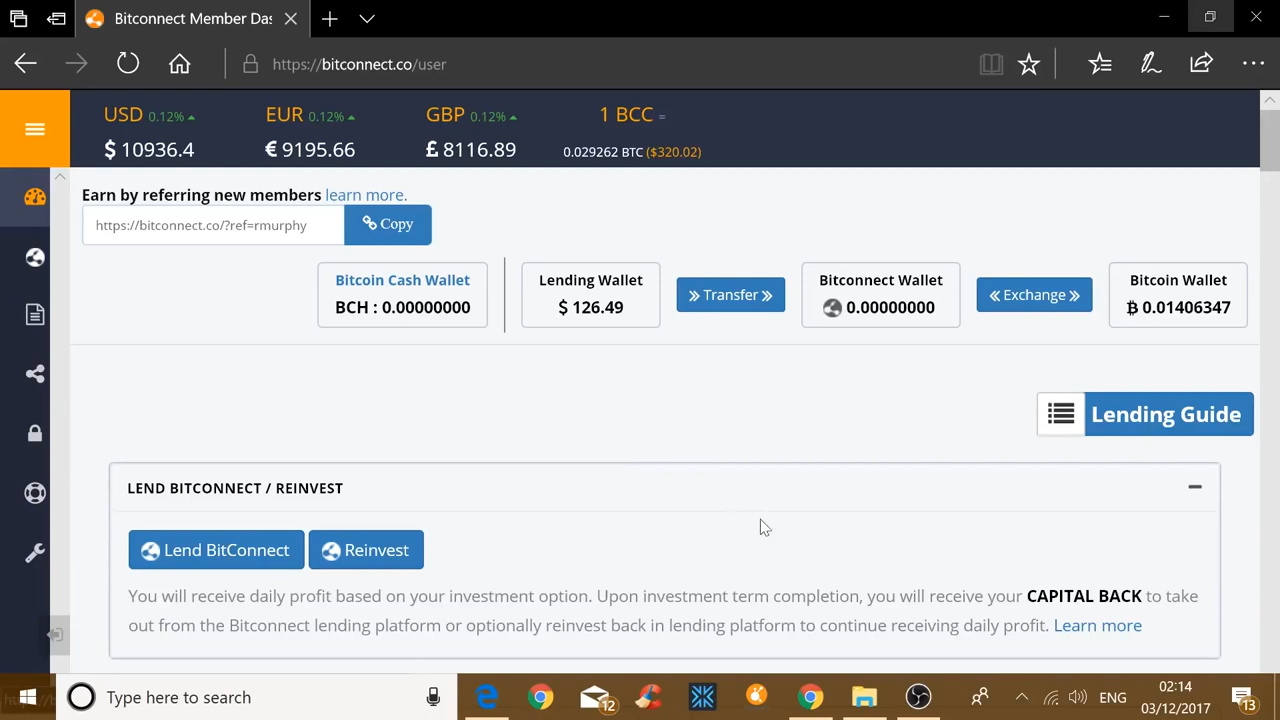 Bitconnect Member Das
https://bitconnect.co/user
USD 0.12% EUR 0.12% GBP 0.12% 1 BCC =
$ 10936.4 € 9195.66 £ 8116.89 0.029262 BTC ($320.02)
Earn by referring new members learn more.
https://bitconnect.co/?ref=rmurphy Copy
Bitcoin Cash Wallet Lending Wallet Bitconnect Wallet Bitcoin Wallet
BCH : 0.00000000 $ 126.49 Transfer 0.00000000 Exchange ₿ 0.01406347
Lending Guide
LEND BITCONNECT / REINVEST
Lend BitConnect Reinvest
You will receive daily profit based on your investment option. Upon investment term completion, you will receive your CAPITAL BACK to take
out from the Bitconnect lending platform or optionally reinvest back in lending platform to continue receiving daily profit. Learn more
Type here to search 12 ENG 02:14
03/12/2017 13